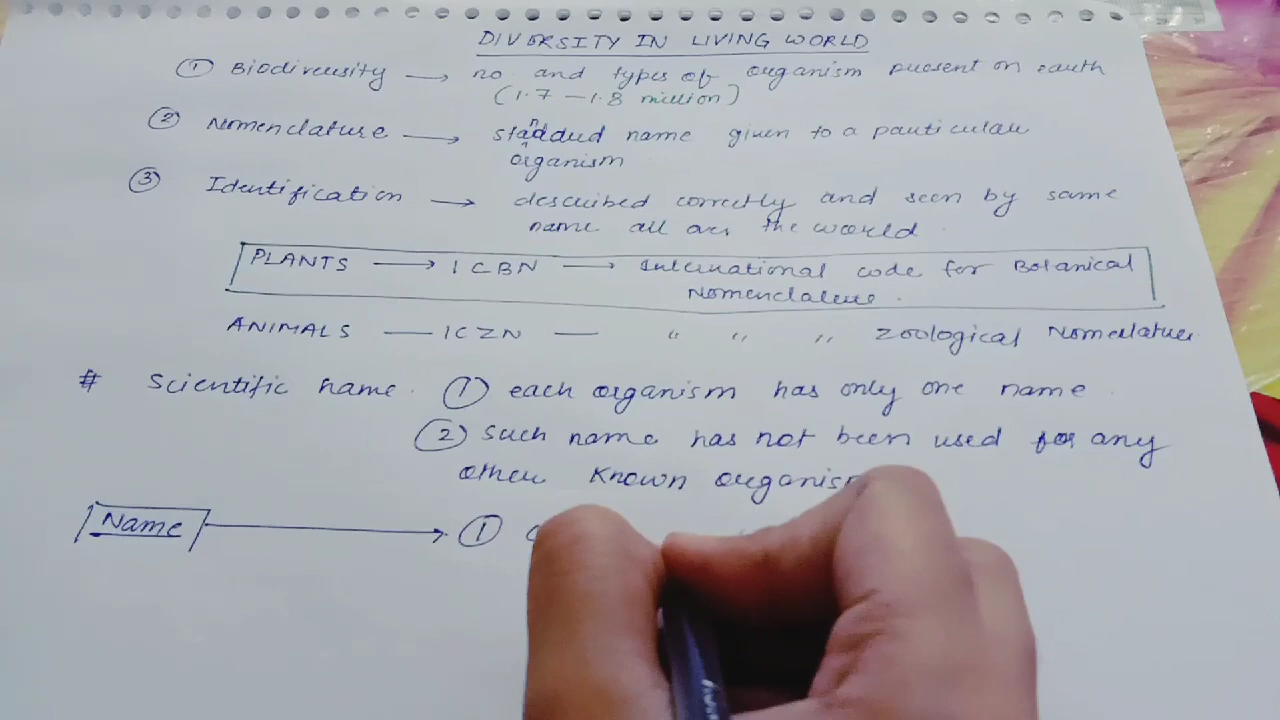 DIVERSITY IN LIVING WORLD
① Biodiversity → no and types of organism present on earth
(1.7 – 1.8 million)
② Nomenclature → standdud name given to a particular
organism
③ Identification → described correctly and seen by same
name all over the world.
PLANTS → ICBN → International code for Botanical
Nomenclature.
ANIMALS — ICZN — " " " Zoological Nomenclature
# Scientific name. ① each organism has only one name.
② Such name has not been used for any
other known organism
Name → ①